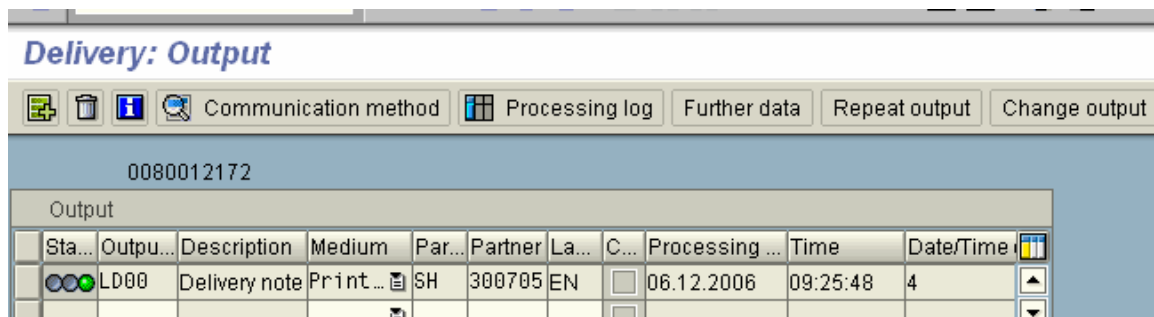 Delivery: Output
Communication method Processing log Further data Repeat output Change output
0080012172
Output
Sta... Outpu... Description Medium Par... Partner La... C... Processing ... Time Date/Time
LD00 Delivery note Print... SH 300705 EN 06.12.2006 09:25:48 4